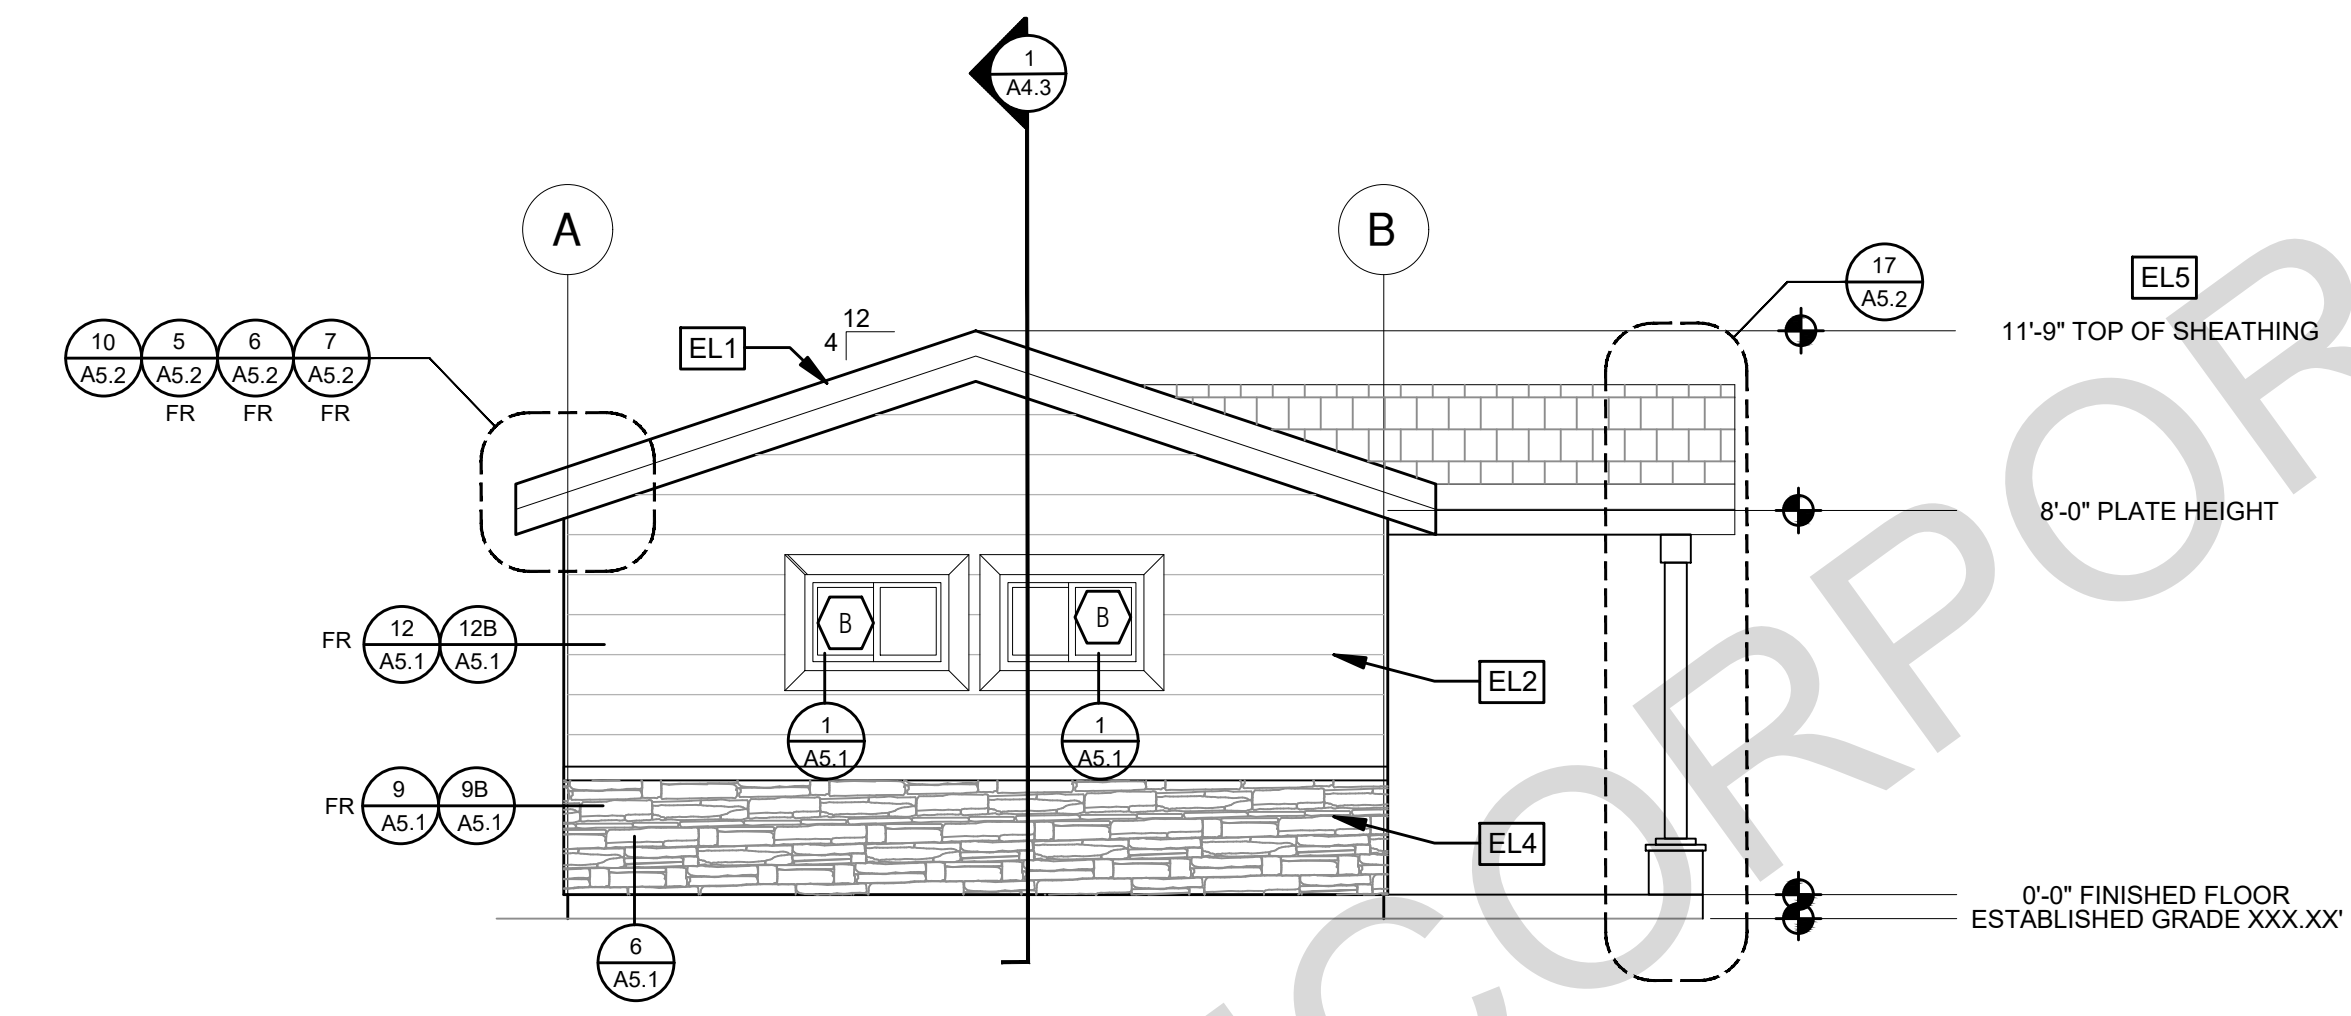 1
A4.3
A
B
17
A5.2
EL5
12
4
EL1
11'-9" TOP OF SHEATHING
10 5 6 7
A5.2 A5.2 A5.2 A5.2
FR FR FR
8'-0" PLATE HEIGHT
B B
FR 12 12B
A5.1 A5.1
EL2
1 1
A5.1 A5.1
FR 9 9B
A5.1 A5.1
EL4
0'-0" FINISHED FLOOR
ESTABLISHED GRADE XXX.XX'
6
A5.1
CORPOR